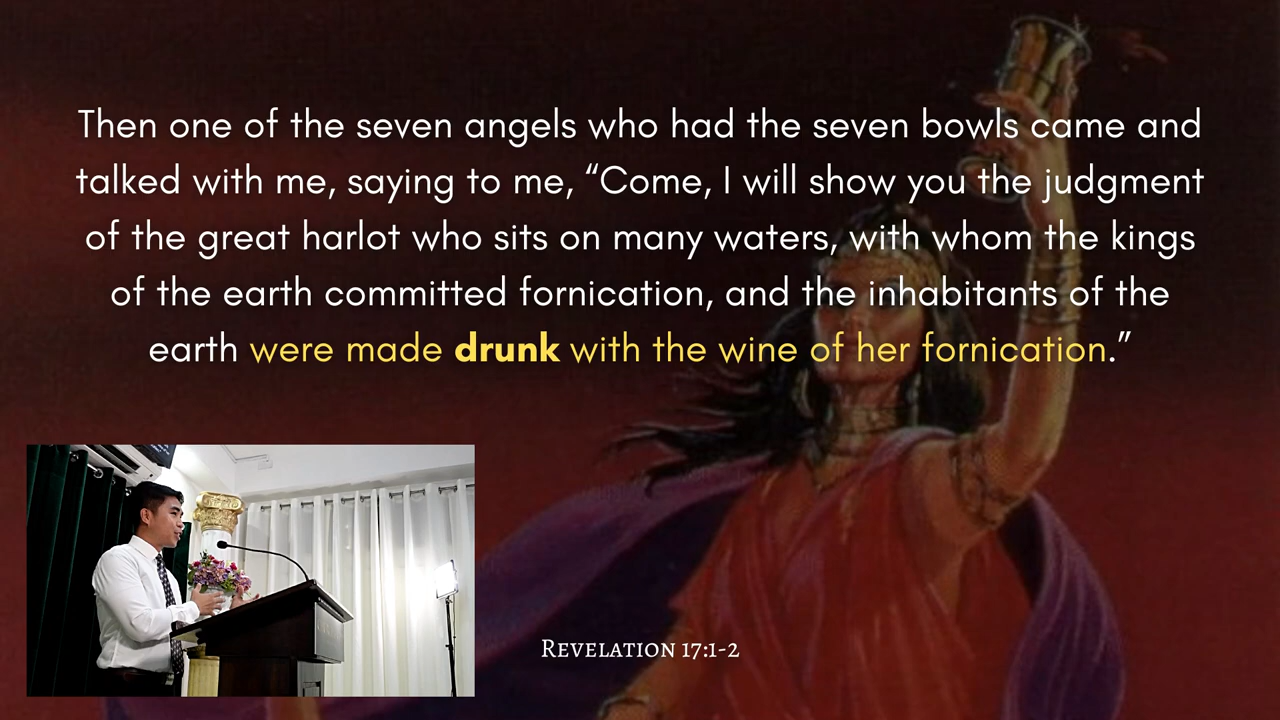 Then one of the seven angels who had the seven bowls came and
talked with me, saying to me, “Come, I will show you the judgment
of the great harlot who sits on many waters, with whom the kings
of the earth committed fornication, and the inhabitants of the
earth were made drunk with the wine of her fornication.”
Revelation 17:1-2